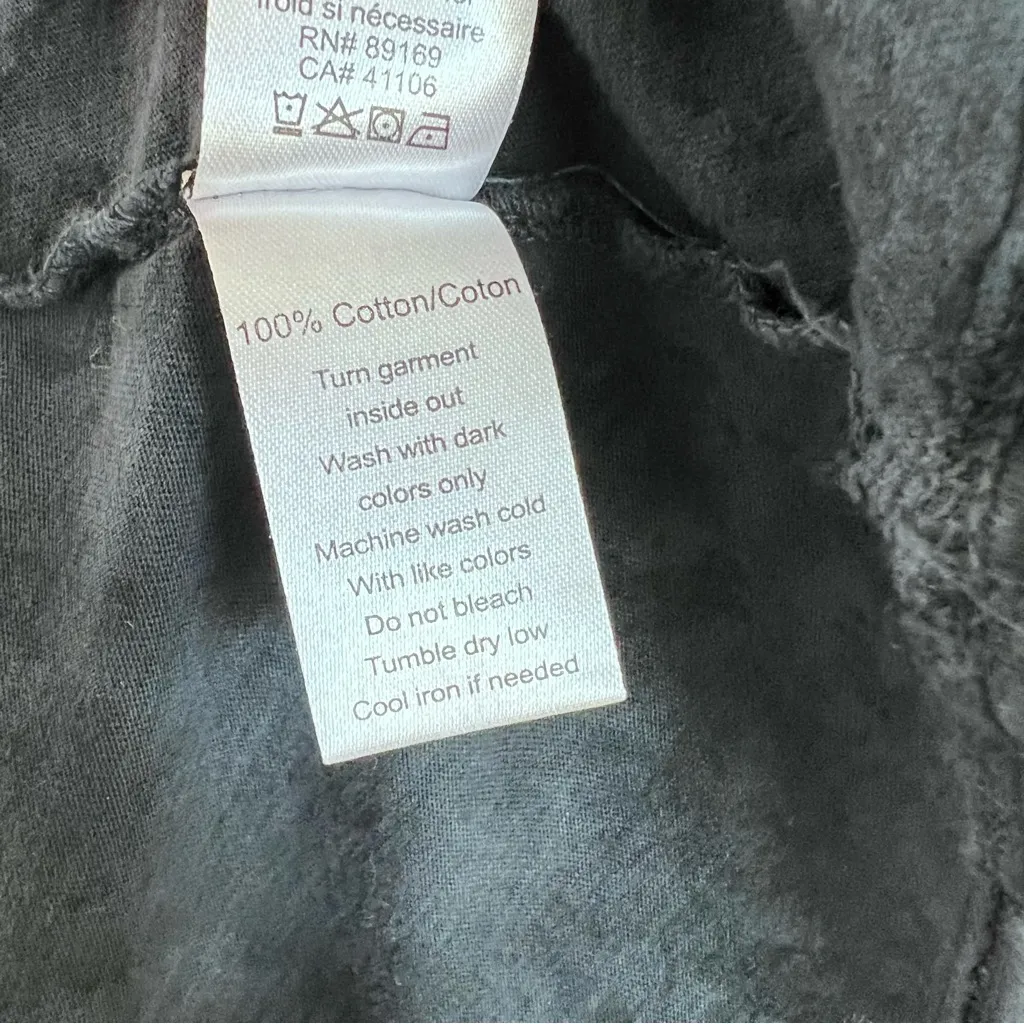 froid si nécessaire
RN# 89169
CA# 41106
100% Cotton/Coton
Turn garment
inside out
Wash with dark
colors only
Machine wash cold
With like colors
Do not bleach
Tumble dry low
Cool iron if needed